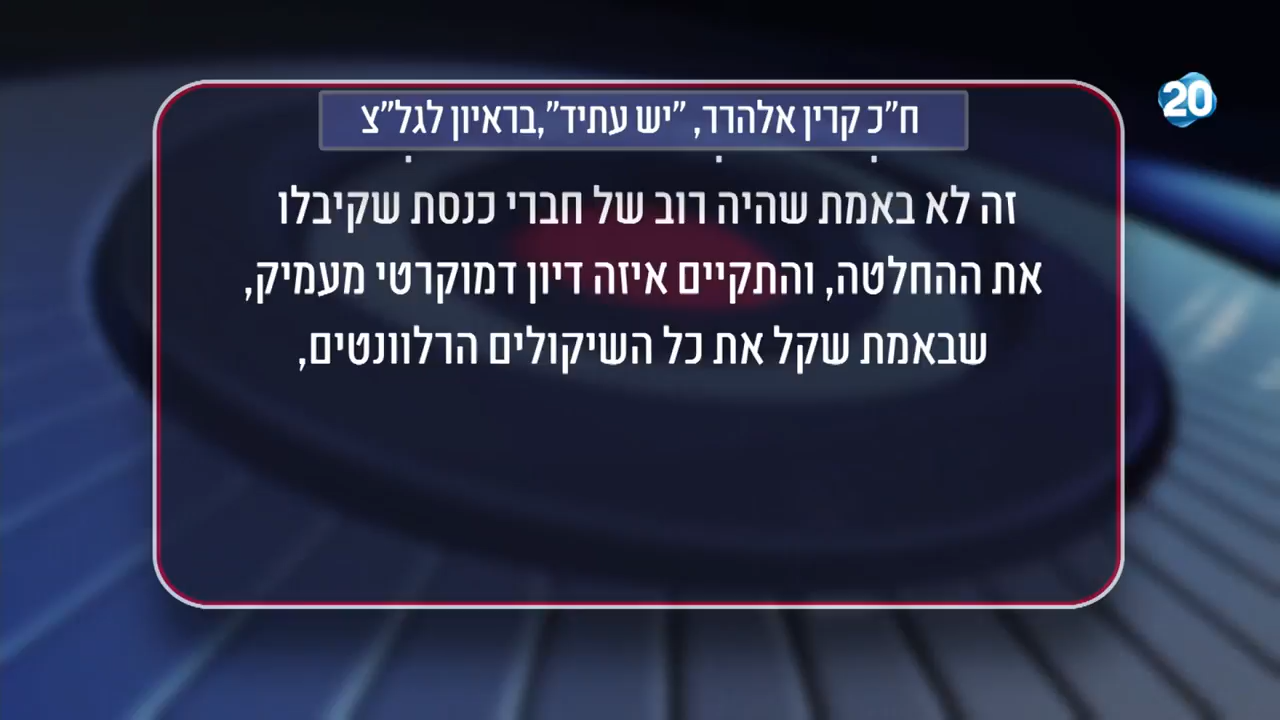 20
ח"כ קרין אלהרר, "יש עתיד",בראיון לגל"צ
זה לא באמת שהיה רוב של חברי כנסת שקיבלו
את ההחלטה, והתקיים איזה דיון דמוקרטי מעמיק,
שבאמת שקל את כל השיקולים הרלוונטים,